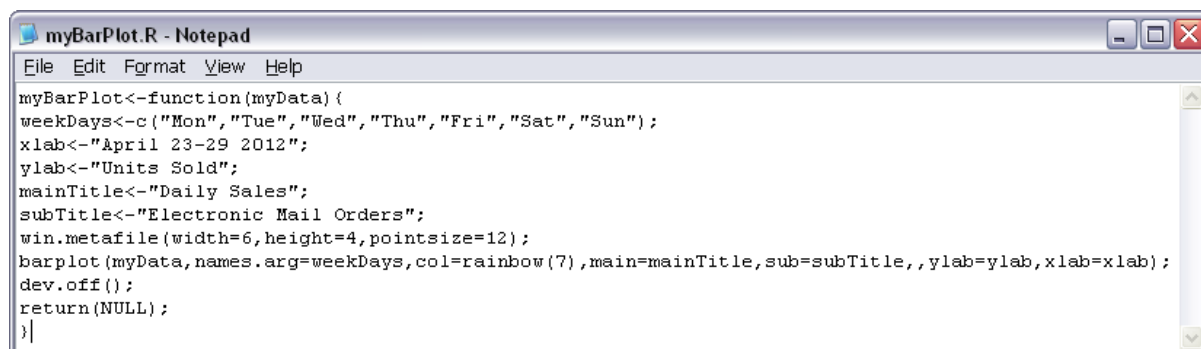 myBarPlot.R - Notepad
File Edit Format View Help
myBarPlot<-function(myData){
weekDays<-c("Mon","Tue","Wed","Thu","Fri","Sat","Sun");
xlab<-"April 23-29 2012";
ylab<-"Units Sold";
mainTitle<-"Daily Sales";
subTitle<-"Electronic Mail Orders";
win.metafile(width=6,height=4,pointsize=12);
barplot(myData,names.arg=weekDays,col=rainbow(7),main=mainTitle,sub=subTitle,,ylab=ylab,xlab=xlab);
dev.off();
return(NULL);
}